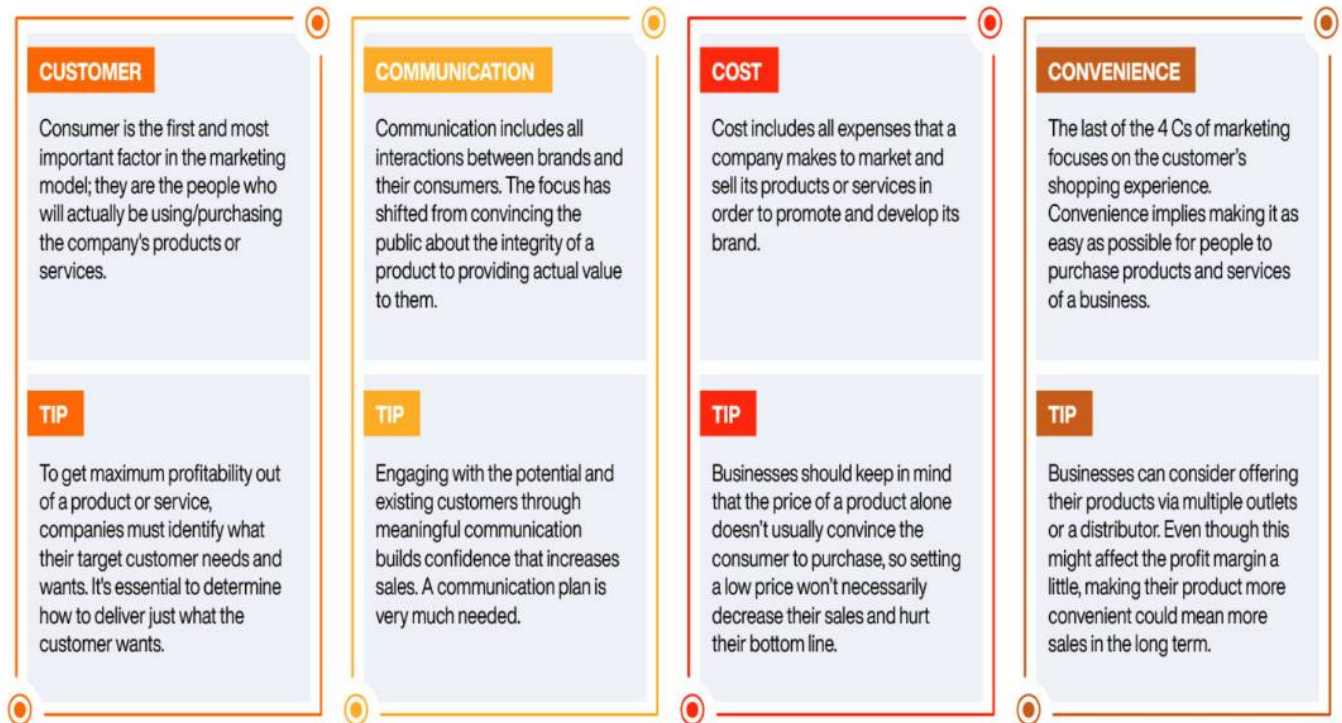 CUSTOMER
Consumer is the first and most
important factor in the marketing
model; they are the people who
will actually be using/purchasing
the company's products or
services.
TIP
To get maximum profitability out
of a product or service,
companies must identify what
their target customer needs and
wants. It's essential to determine
how to deliver just what the
customer wants.
COMMUNICATION
Communication includes all
interactions between brands and
their consumers. The focus has
shifted from convincing the
public about the integrity of a
product to providing actual value
to them.
TIP
Engaging with the potential and
existing customers through
meaningful communication
builds confidence that increases
sales. A communication plan is
very much needed.
COST
Cost includes all expenses that a
company makes to market and
sell its products or services in
order to promote and develop its
brand.
TIP
Businesses should keep in mind
that the price of a product alone
doesn't usually convince the
consumer to purchase, so setting
a low price won't necessarily
decrease their sales and hurt
their bottom line.
CONVENIENCE
The last of the 4 Cs of marketing
focuses on the customer's
shopping experience.
Convenience implies making it as
easy as possible for people to
purchase products and services
of a business.
TIP
Businesses can consider offering
their products via multiple outlets
or a distributor. Even though this
might affect the profit margin a
little, making their product more
convenient could mean more
sales in the long term.